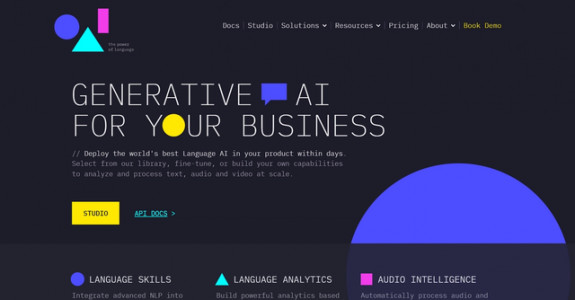 the power
of language
Docs Studio Solutions Resources Pricing About Book Demo
GENERATIVE AI
FOR YOUR BUSINESS
// Deploy the world's best Language AI in your product within days.
Select from our library, fine-tune, or build your own capabilities
to analyze and process text, audio and video at scale.
STUDIO API DOCS >
LANGUAGE SKILLS LANGUAGE ANALYTICS AUDIO INTELLIGENCE
Integrate advanced NLP into Build powerful analytics based Automatically process audio and